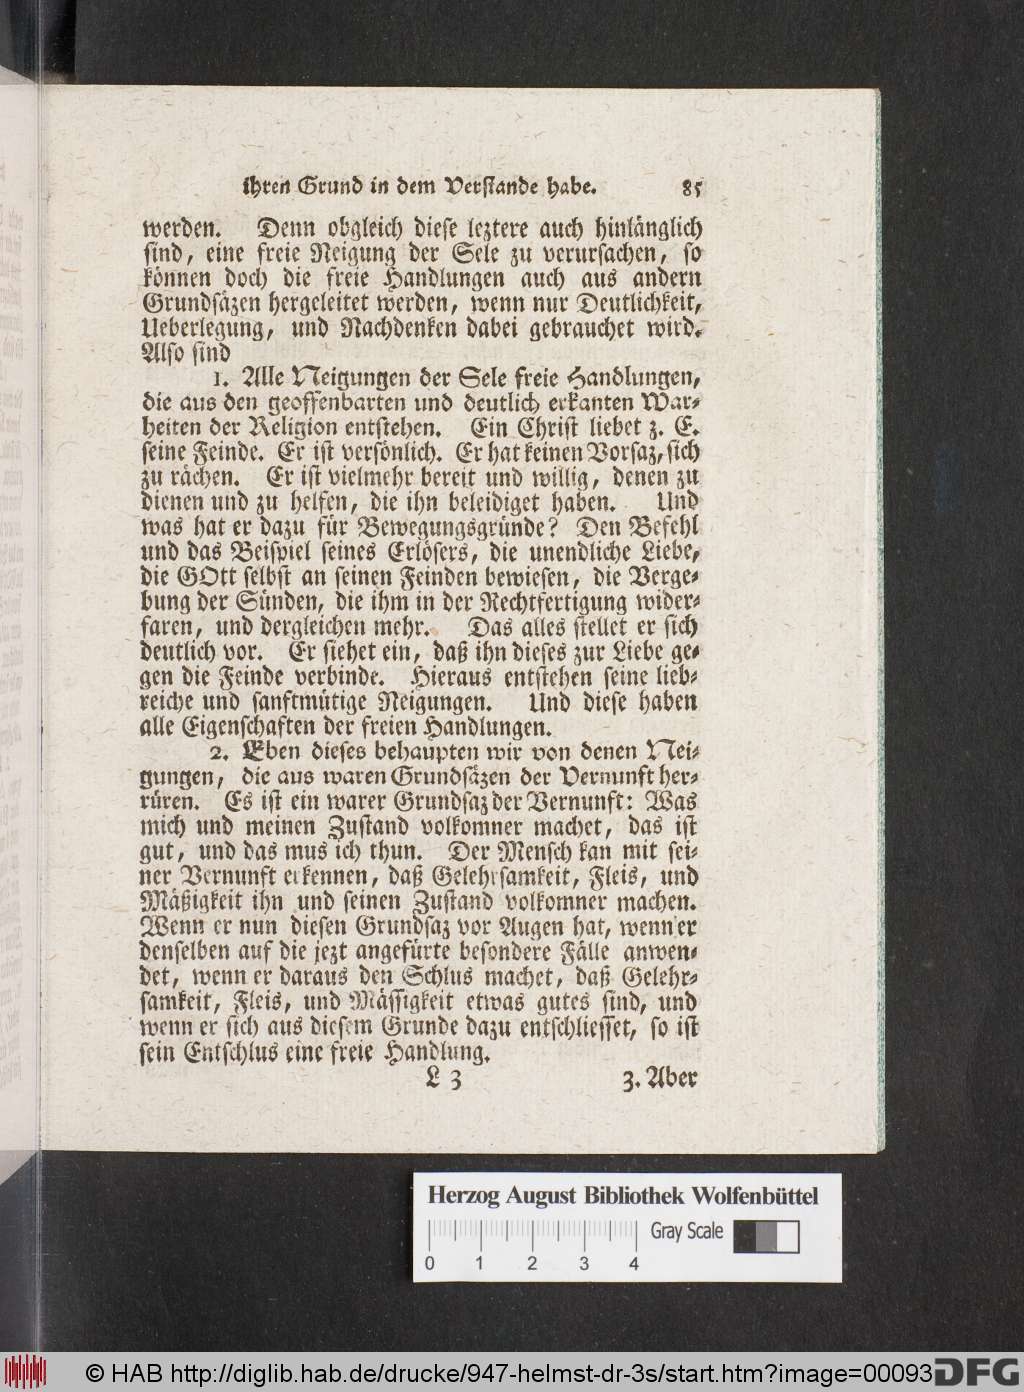 ihren Grund in dem Verstande habe. 85
werden. Denn obgleich diese leztere auch hinlänglich
sind, eine freie Neigung der Sele zu verursachen, so
können doch die freie Handlungen auch aus andern
Grundsäzen hergeleitet werden, wenn nur Deutlichkeit,
Ueberlegung, und Nachdenken dabei gebrauchet wird.
Also sind
1. Alle Neigungen der Sele freie Handlungen,
die aus den geoffenbarten und deutlich erkanten War-
heiten der Religion entstehen. Ein Christ liebet z. E.
seine Feinde. Er ist versönlich. Er hat keinen Vorsaz, sich
zu rächen. Er ist vielmehr bereit und willig, denen zu
dienen und zu helfen, die ihn beleidiget haben. Und
was hat er dazu für Bewegungsgründe? Den Befehl
und das Beispiel seines Erlösers, die unendliche Liebe,
die GOtt selbst an seinen Feinden bewiesen, die Verge-
bung der Sünden, die ihm in der Rechtfertigung wider-
faren, und dergleichen mehr. Das alles stellet er sich
deutlich vor. Er siehet ein, daß ihn dieses zur Liebe ge-
gen die Feinde verbinde. Hieraus entstehen seine lieb-
reiche und sanftmütige Neigungen. Und diese haben
alle Eigenschaften der freien Handlungen.
2. Eben dieses behaupten wir von denen Nei-
gungen, die aus waren Grundsäzen der Vernunft her-
rüren. Es ist ein warer Grundsaz der Vernunft: Was
mich und meinen Zustand volkomner machet, das ist
gut, und das mus ich thun. Der Mensch kan mit sei-
ner Vernunft erkennen, daß Gelehrsamkeit, Fleis, und
Mäßigkeit ihn und seinen Zustand volkomner machen.
Wenn er nun diesen Grundsaz vor Augen hat, wenn er
denselben auf die jezt angefürte besondere Fälle anwen-
det, wenn er daraus den Schlus machet, daß Gelehr-
samkeit, Fleis, und Mässigkeit etwas gutes sind, und
wenn er sich aus diesem Grunde dazu entschliesset, so ist
sein Entschlus eine freie Handlung.
L 3 3. Aber
Herzog August Bibliothek Wolfenbüttel
Gray Scale
0 1 2 3 4
© HAB http://diglib.hab.de/drucke/947-helmst-dr-3s/start.htm?image=00093
DFG